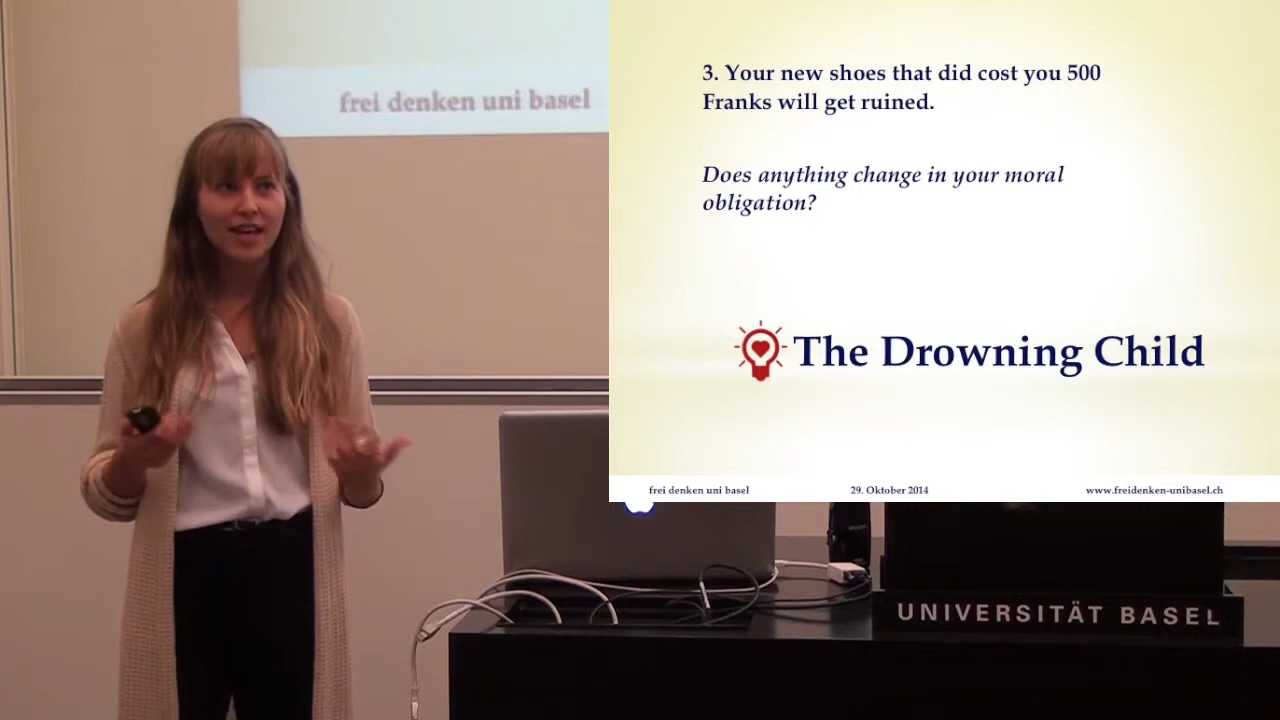 frei denken uni basel
3. Your new shoes that did cost you 500
Franks will get ruined.
Does anything change in your moral
obligation?
The Drowning Child
frei denken uni basel 29. Oktober 2014 www.freidenken-unibasel.ch
UNIVERSITÄT BASEL